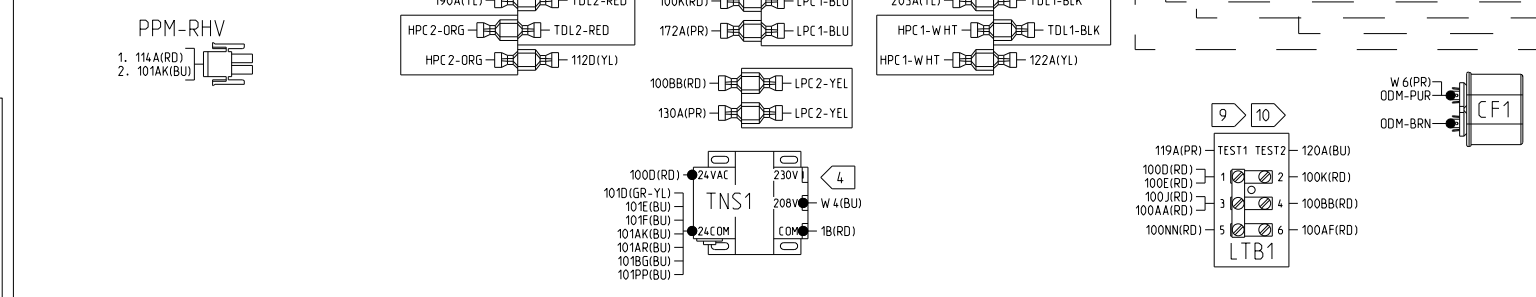 190A(YL) TDL2-RED
100K(RD) LPC1-BLU
203A(YL) TDL1-BLK
PPM-RHV
1. 114A(RD)
2. 101AK(BU)
HPC2-ORG TDL2-RED
HPC2-ORG 112D(YL)
172A(PR) LPC1-BLU
100BB(RD) LPC2-YEL
130A(PR) LPC2-YEL
HPC1-WHT TDL1-BLK
HPC1-WHT 122A(YL)
W6(PR)
ODM-PUR
ODM-BRN
CF1
9 10
119A(PR) TEST1 TEST2 120A(BU)
100D(RD)
100E(RD)
1 2 100K(RD)
100J(RD)
100AA(RD)
3 4 100BB(RD)
100NN(RD) 5 6 100AF(RD)
LTB1
100D(RD) 24VAC 230V 4
101D(GR-YL)
101E(BU)
TNS1 208V W4(BU)
101F(BU)
101AK(BU) 24COM COM 1B(RD)
101AR(BU)
101BG(BU)
101PP(BU)